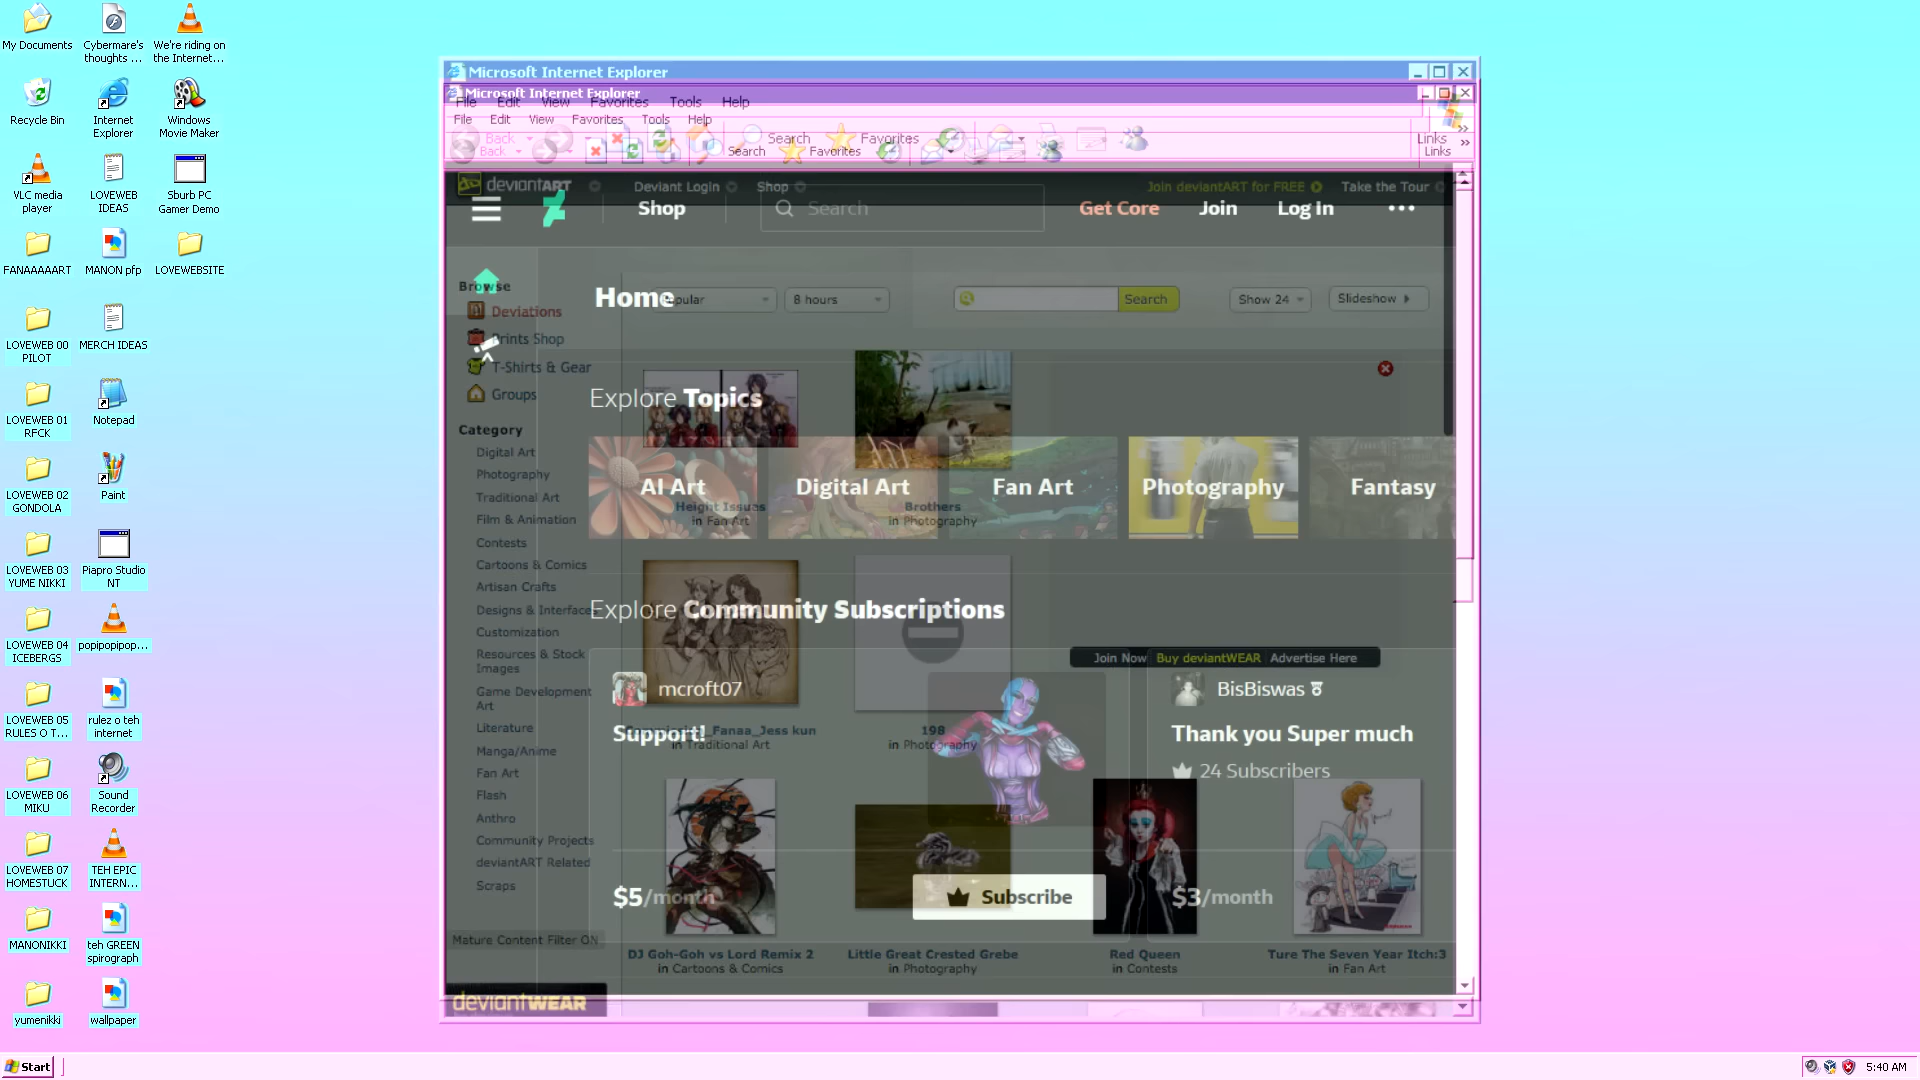 My Documents
Cybermare's
thoughts ...
We're riding on
the Internet...
Recycle Bin
Internet
Explorer
Windows
Movie Maker
VLC media
player
LOVEWEB
IDEAS
Sburb PC
Gamer Demo
FANAAAAART
MANON pfp
LOVEWEBSITE
LOVEWEB 00
PILOT
MERCH IDEAS
LOVEWEB 01
RFCK
Notepad
LOVEWEB 02
GONDOLA
Paint
LOVEWEB 03
YUME NIKKI
Piapro Studio
NT
LOVEWEB 04
ICEBERGS
popipopipop...
LOVEWEB 05
RULES O T...
rulez o teh
internet
LOVEWEB 06
MIKU
Sound
Recorder
LOVEWEB 07
HOMESTUCK
TEH EPIC
INTERN...
MANONIKKI
teh GREEN
spirograph
yumenikki
wallpaper
Microsoft Internet Explorer
Microsoft Internet Explorer
File Edit View Favorites Tools Help
File Edit View Favorites Tools Help
Back Search Favorites Links
Back Search Favorites Links
deviantART Deviant Login Shop Join deviantART for FREE Take the Tour
Shop Search Get Core Join Log In
Browse
Deviations
Prints Shop
T-Shirts & Gear
Groups
Home
8 hours
Search
Show 24
Slideshow
Explore Topics
AI Art
Digital Art
Fan Art
Photography
Fantasy
Height Issues
in Fan Art
Brothers
in Photography
Category
Digital Art
Photography
Traditional Art
Film & Animation
Contests
Cartoons & Comics
Artisan Crafts
Designs & Interfaces
Customization
Resources & Stock
Images
Game Development
Art
Literature
Manga/Anime
Fan Art
Flash
Anthro
Community Projects
deviantART Related
Scraps
Mature Content Filter ON
deviantWEAR
Explore Community Subscriptions
Join Now Buy deviantWEAR Advertise Here
mcroft07
Support!
_Fanaa_Jess kun
in Traditional Art
198
in Photography
BisBiswas
Thank you Super much
24 Subscribers
$5/month
Subscribe
$3/month
DJ Goh-Goh vs Lord Remix 2
in Cartoons & Comics
Little Great Crested Grebe
in Photography
Red Queen
in Contests
Ture The Seven Year Itch:3
in Fan Art
Start
5:40 AM